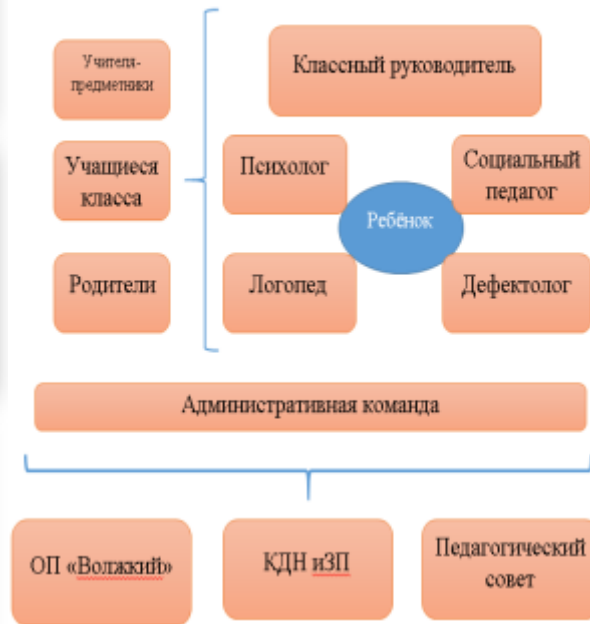 Учителя-
предметники
Классный руководитель
Учащиеся
класса
Психолог
Социальный
педагог
Ребёнок
Родители
Логопед
Дефектолог
Административная команда
ОП «Волжкий»
КДН иЗП
Педагогический
совет